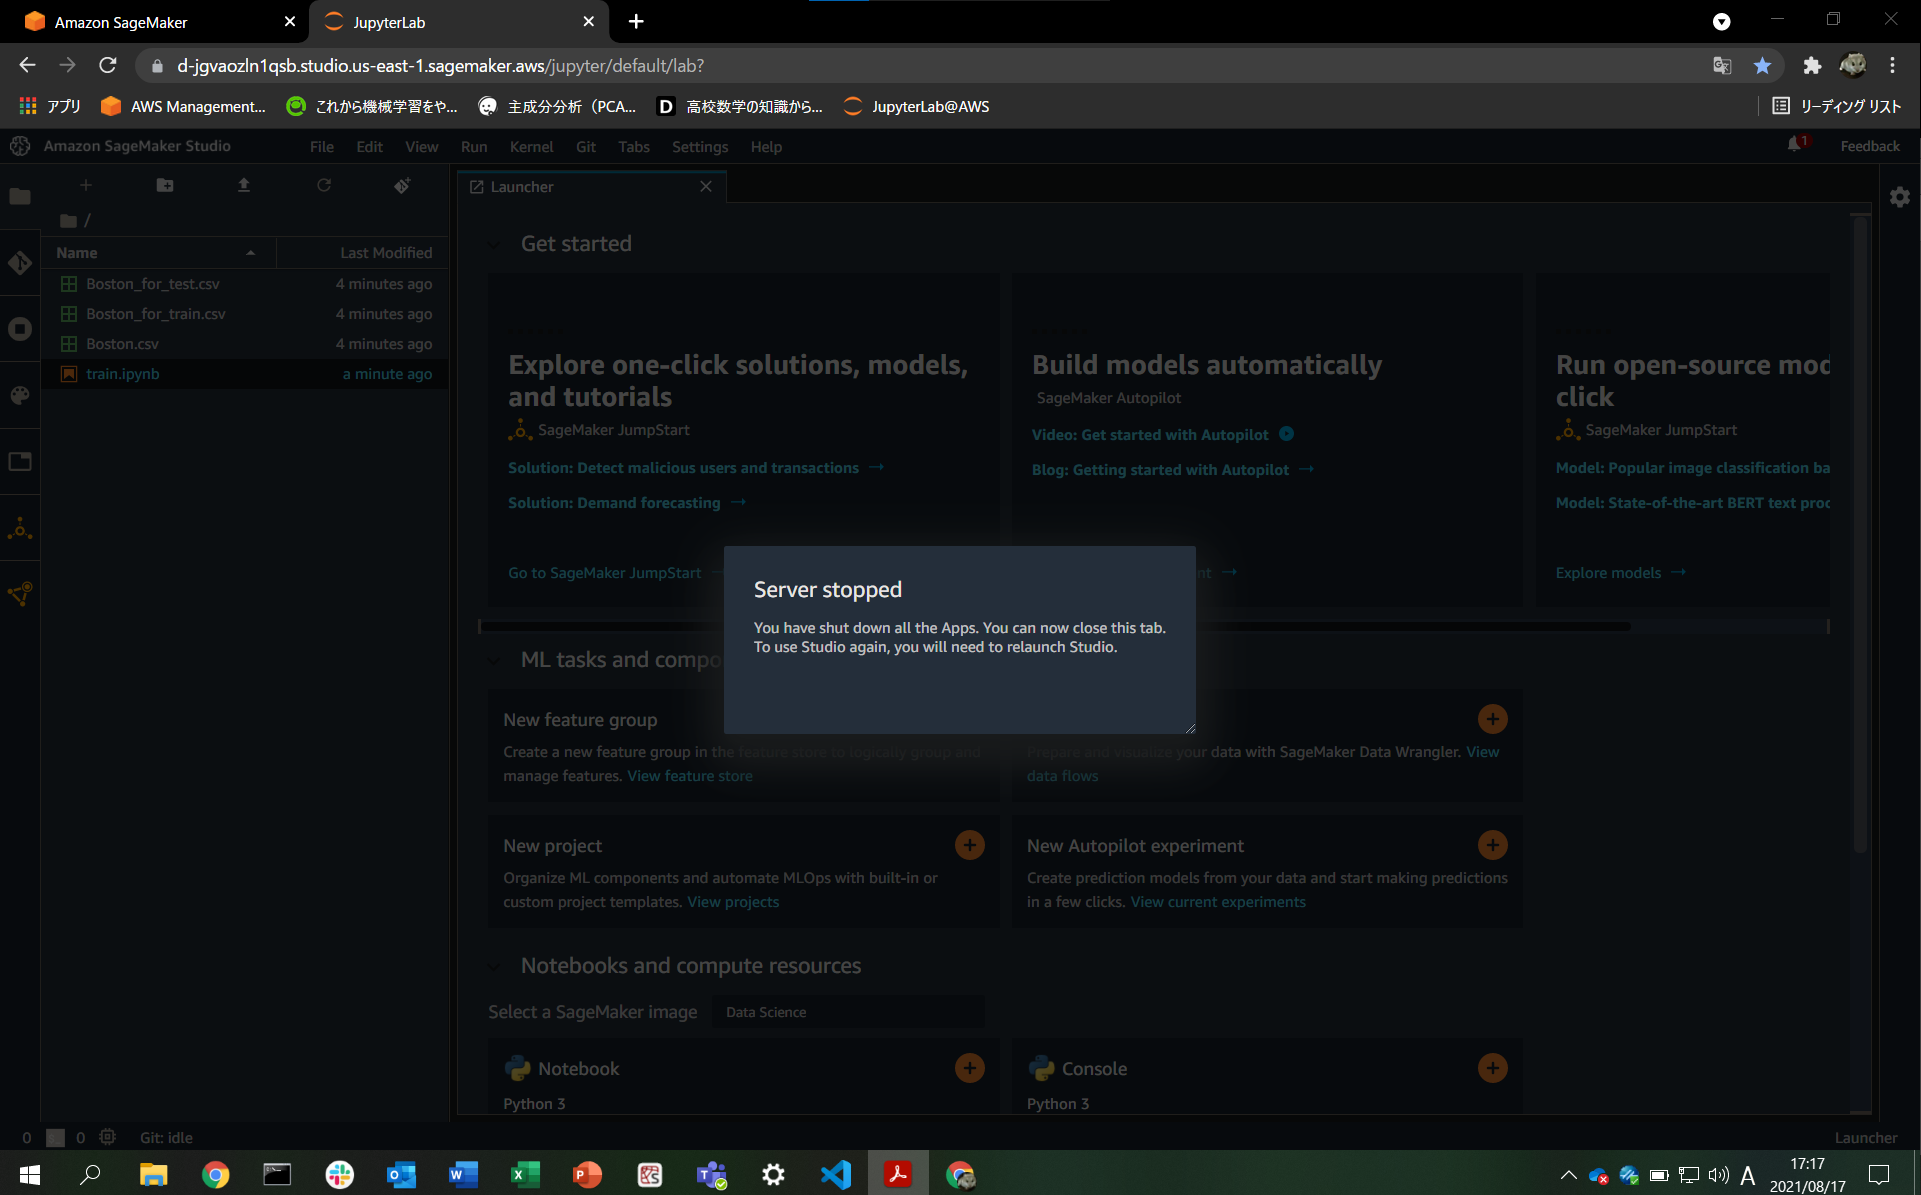 Amazon SageMaker
JupyterLab
d-jgvaozln1qsb.studio.us-east-1.sagemaker.aws/jupyter/default/lab?
アプリ
AWS Management...
これから機械学習をや...
主成分分析（PCA...
高校数学の知識から...
JupyterLab@AWS
リーディング リスト
Amazon SageMaker Studio
File Edit View Run Kernel Git Tabs Settings Help
1
Feedback
Launcher
/
Name
Last Modified
Boston_for_test.csv 4 minutes ago
Boston_for_train.csv 4 minutes ago
Boston.csv 4 minutes ago
train.ipynb a minute ago
Get started
Explore one-click solutions, models,
and tutorials
SageMaker JumpStart
Solution: Detect malicious users and transactions
Solution: Demand forecasting
Go to SageMaker JumpStart
Build models automatically
SageMaker Autopilot
Video: Get started with Autopilot
Blog: Getting started with Autopilot
nt
Run open-source mod
click
SageMaker JumpStart
Model: Popular image classification ba
Model: State-of-the-art BERT text proc
Explore models
Server stopped
You have shut down all the Apps. You can now close this tab.
To use Studio again, you will need to relaunch Studio.
ML tasks and compo
New feature group
Create a new feature group in the feature store to logically group and
manage features. View feature store
Prepare and visualize your data with SageMaker Data Wrangler. View
data flows
New project
Organize ML components and automate MLOps with built-in or
custom project templates. View projects
New Autopilot experiment
Create prediction models from your data and start making predictions
in a few clicks. View current experiments
Notebooks and compute resources
Select a SageMaker image
Data Science
Notebook
Python 3
Console
Python 3
0
0
Git: idle
Launcher
A
17:17
2021/08/17